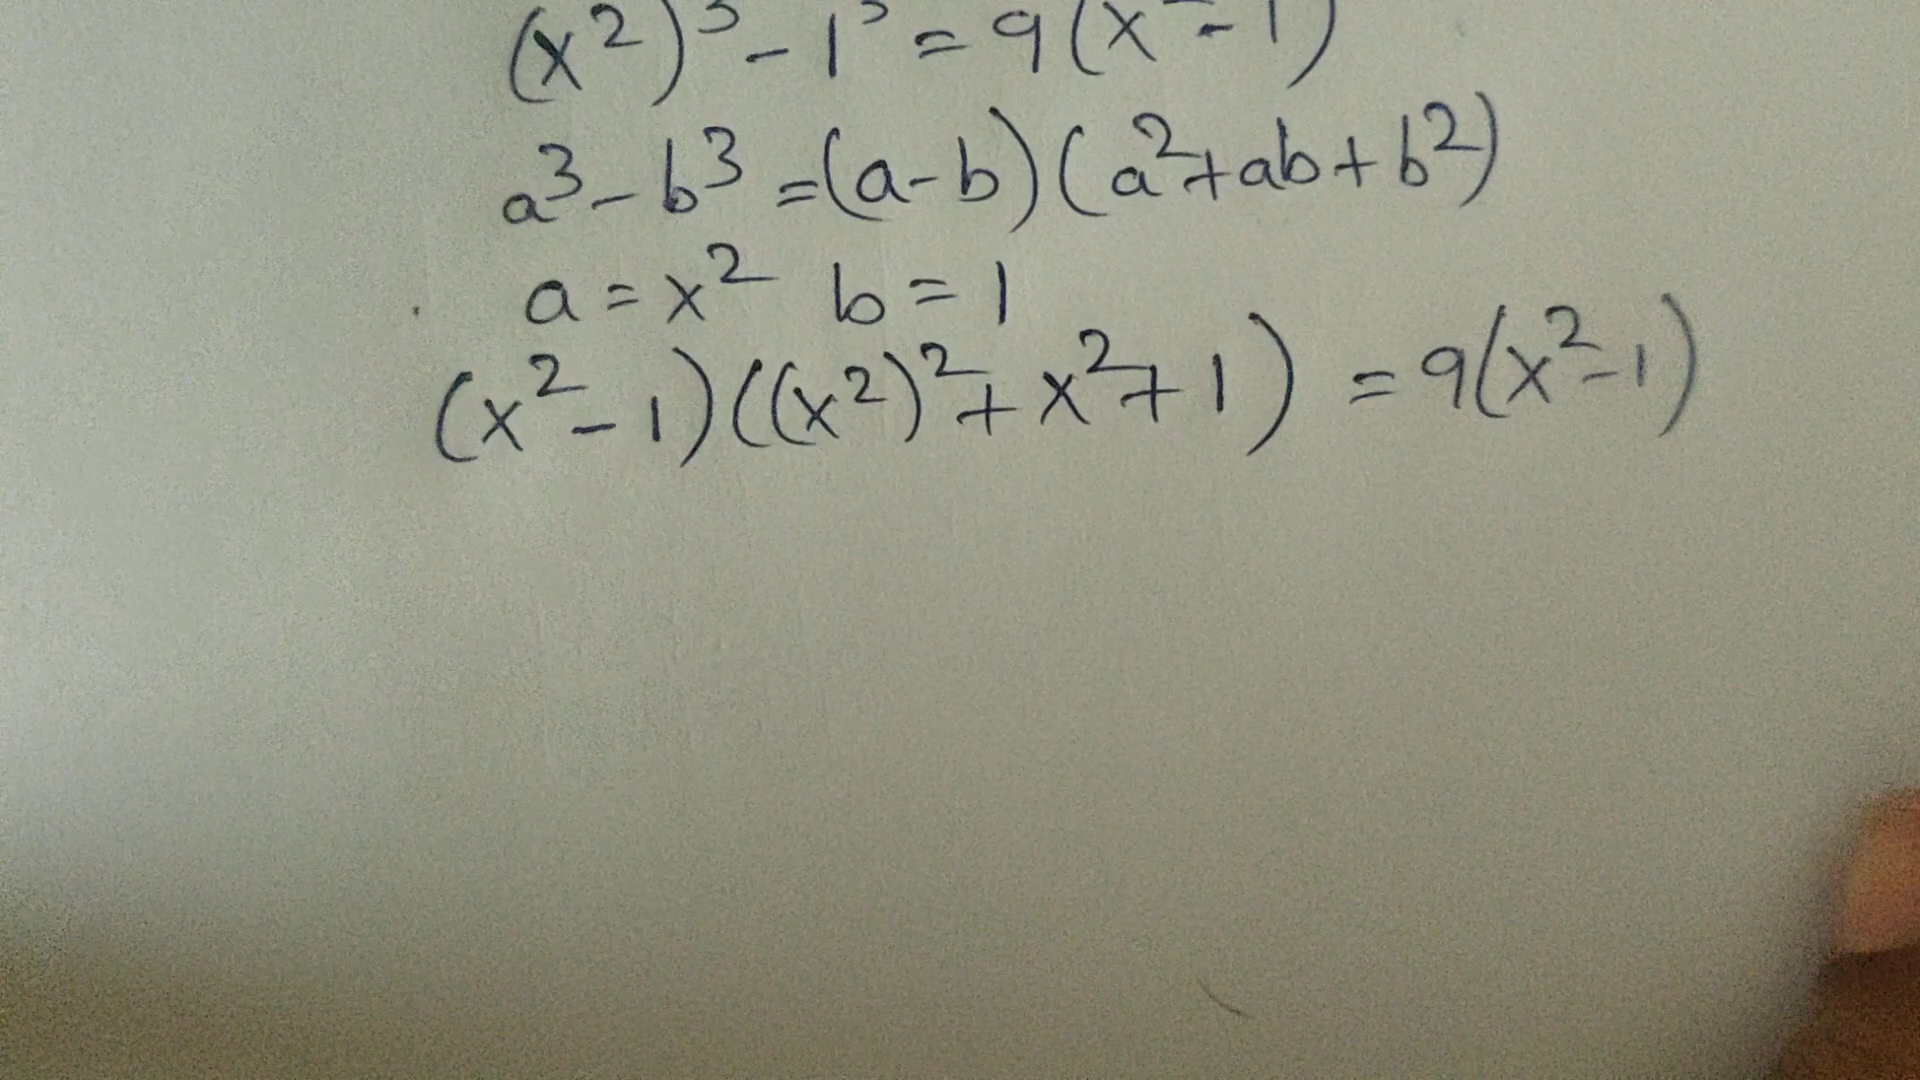 (x²)³ - 1³ = 9(x² - 1)
a³ - b³ = (a-b)(a²+ab+b²)
a = x² b = 1
(x² - 1)((x²)² + x² + 1) = 9(x² - 1)